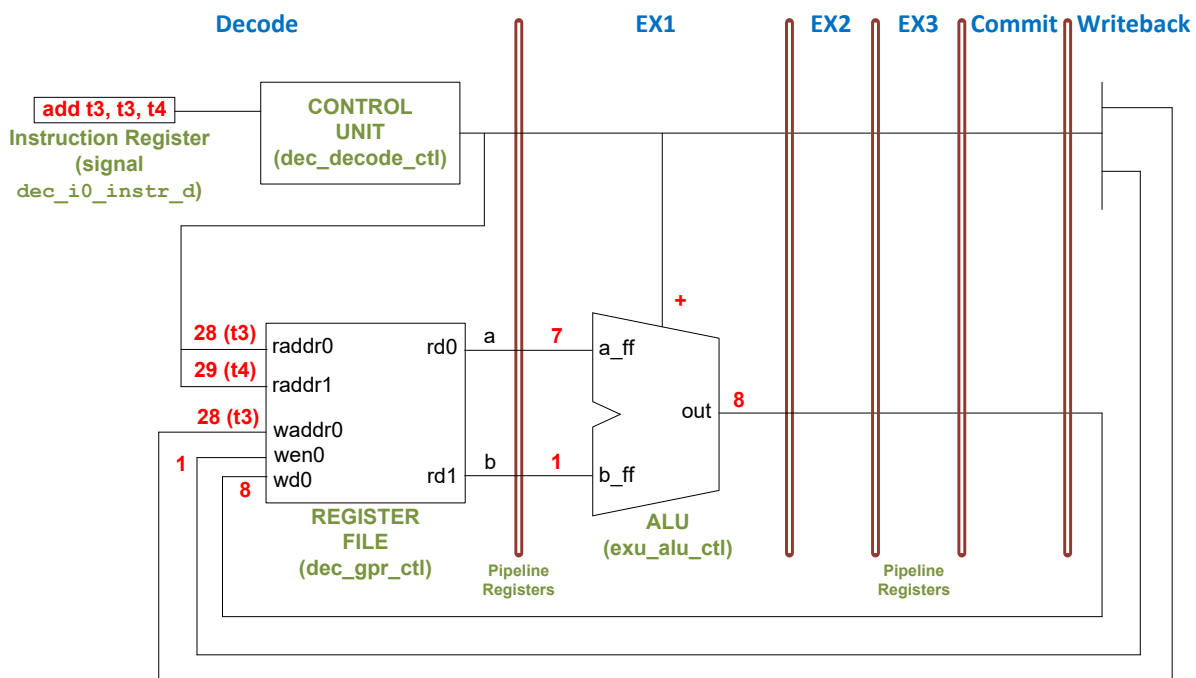 Decode
EX1
EX2
EX3
Commit
Writeback
add t3, t3, t4
Instruction Register
(signal
dec_i0_instr_d)
CONTROL
UNIT
(dec_decode_ctl)
+
28 (t3)
raddr0
29 (t4)
raddr1
28 (t3)
waddr0
1
wen0
8
wd0
rd0
a
rd1
b
REGISTER
FILE
(dec_gpr_ctl)
7
a_ff
1
b_ff
out
8
ALU
(exu_alu_ctl)
Pipeline
Registers
Pipeline
Registers